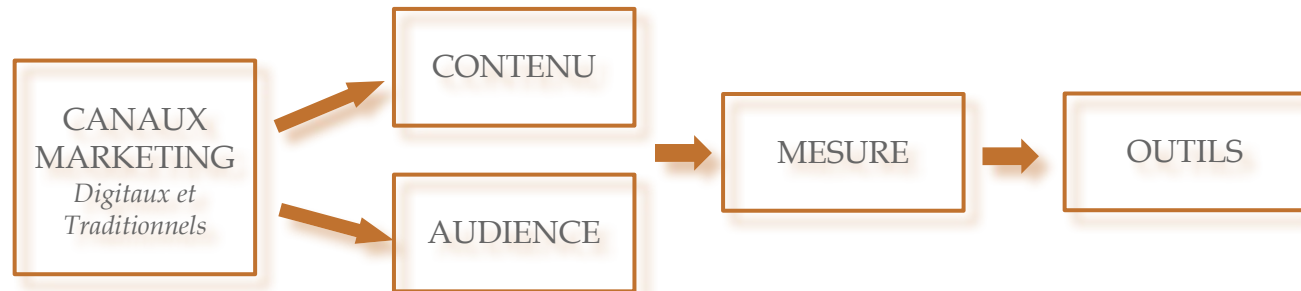 CANAUX
MARKETING
Digitaux et
Traditionnels
CONTENU
AUDIENCE
MESURE
OUTILS